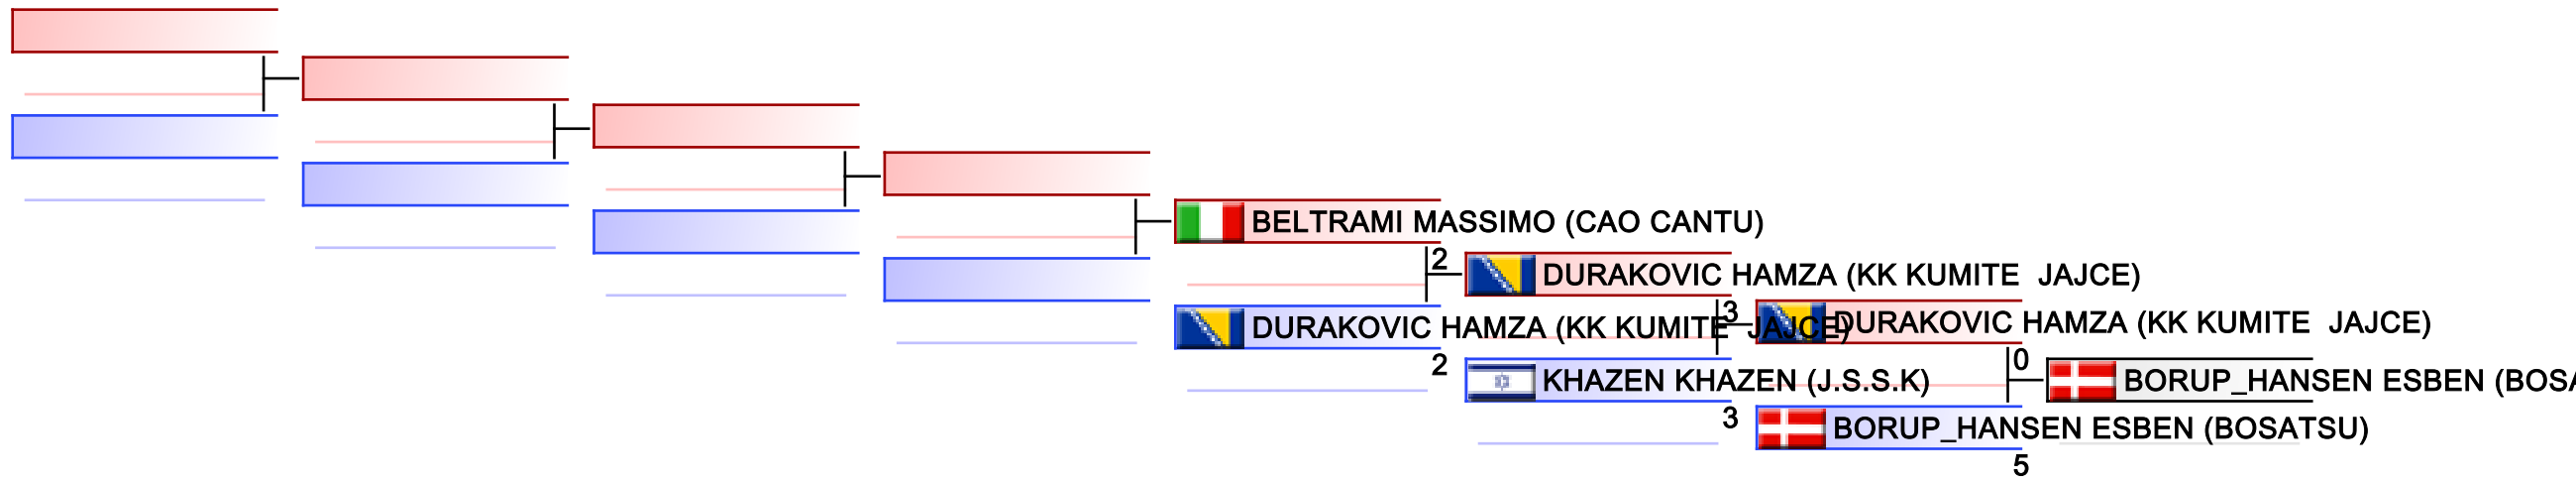 BELTRAMI MASSIMO (CAO CANTU)
2
DURAKOVIC HAMZA (KK KUMITE  JAJCE)
DURAKOVIC HAMZA (KK KUMITE  JAJCE)
2
3
DURAKOVIC HAMZA (KK KUMITE  JAJCE)
KHAZEN KHAZEN (J.S.S.K)
3
0
BORUP_HANSEN ESBEN (BOSA
BORUP_HANSEN ESBEN (BOSATSU)
5